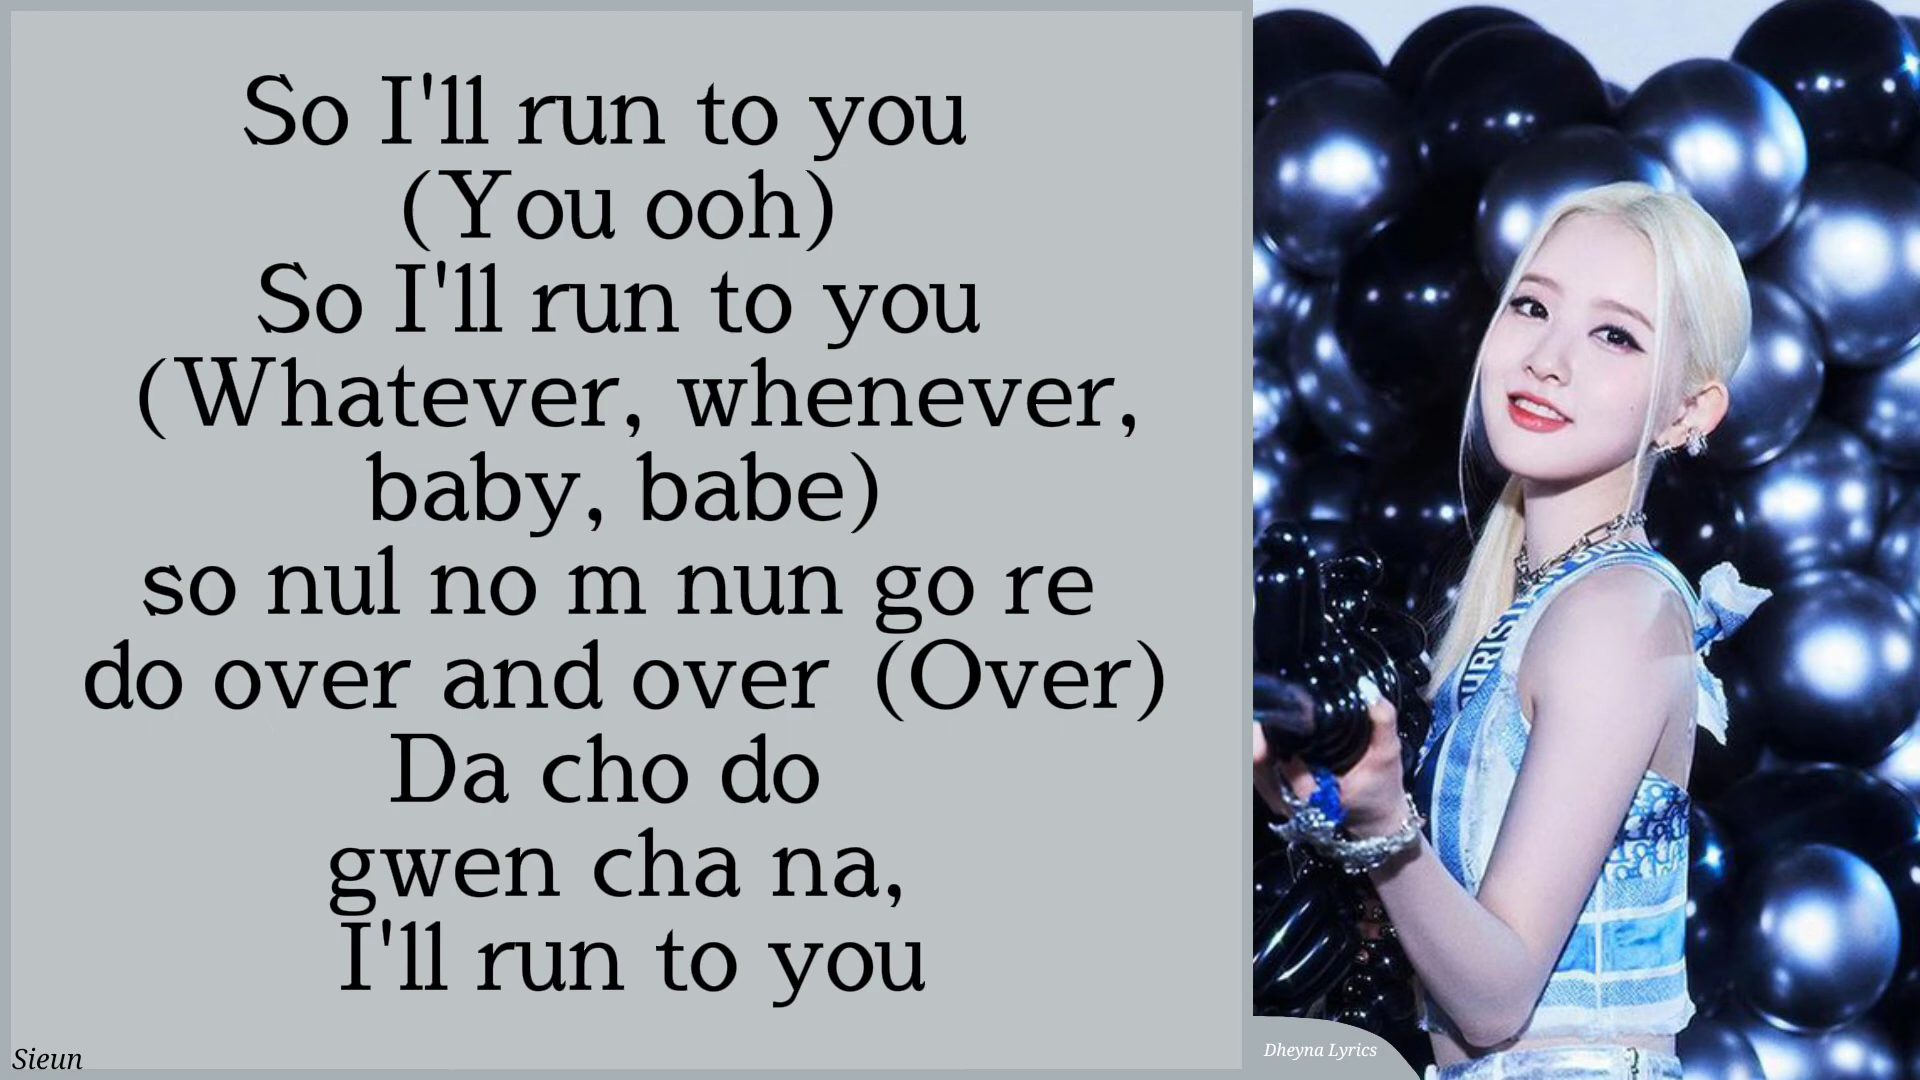 So I'll run to you
(You ooh)
So I'll run to you
(Whatever, whenever,
baby, babe)
so nul no m nun go re
do over and over (Over)
Da cho do
gwen cha na,
I'll run to you
Sieun
Dheyna Lyrics